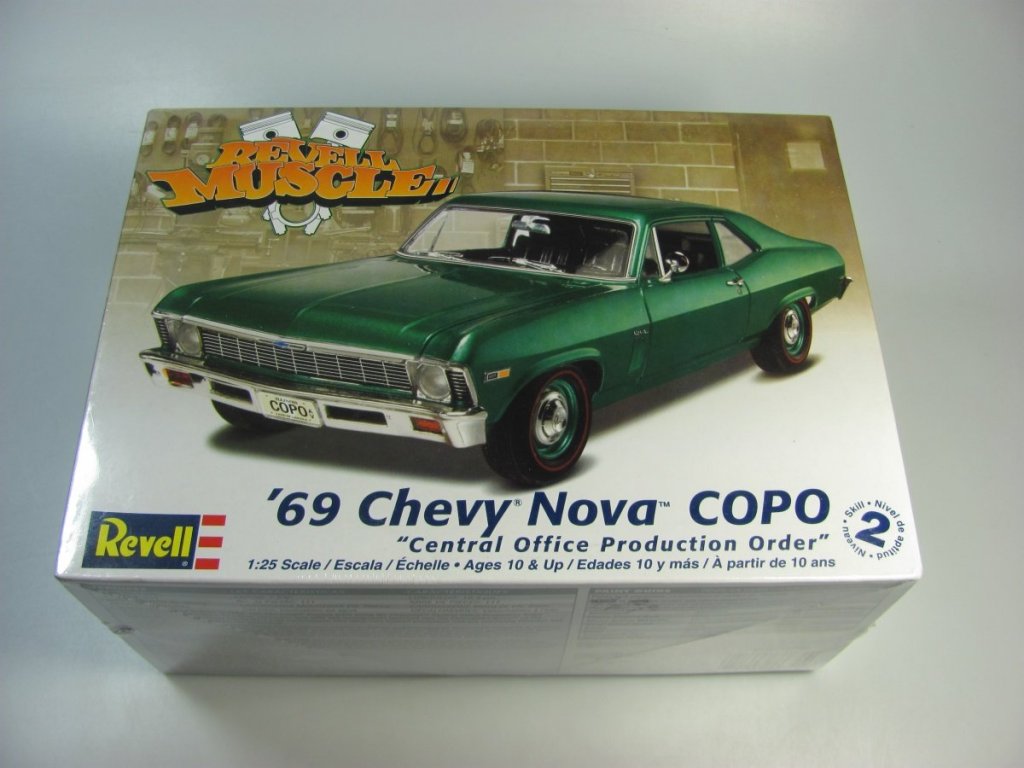 REVELL
MUSCLE
COPO
'69 Chevy® Nova™ COPO
"Central Office Production Order"
1:25 Scale / Escala / Échelle • Ages 10 & Up / Edades 10 y más / À partir de 10 ans
Revell®
Skill • Nivel de aptitud • Niveau •
2